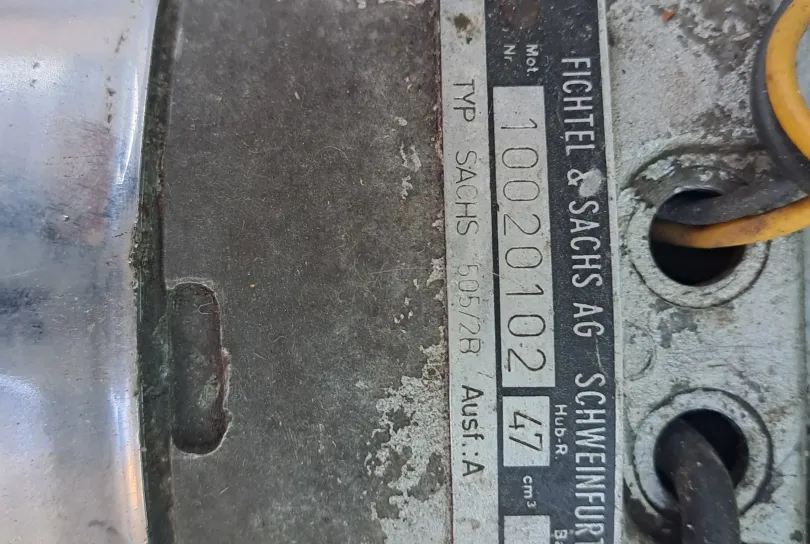 FICHTEL & SACHS AG SCHWEINFURT
Mot. Nr. 10020102 Hub-R. 47 cm³
TYP SACHS 505/2B Ausf.:A